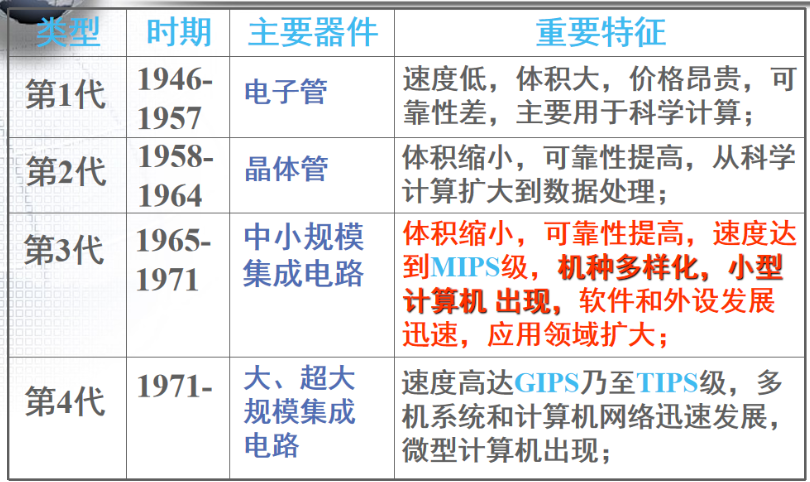 类型 时期 主要器件 重要特征
第1代 1946- 电子管 速度低，体积大，价格昂贵，可
1957 靠性差，主要用于科学计算；
第2代 1958- 晶体管 体积缩小，可靠性提高，从科学
1964 计算扩大到数据处理；
第3代 1965- 中小规模 体积缩小，可靠性提高，速度达
1971 集成电路 到MIPS级，机种多样化，小型
计算机 出现，软件和外设发展
迅速，应用领域扩大；
第4代 1971- 大、超大 速度高达GIPS乃至TIPS级，多
规模集成 机系统和计算机网络迅速发展，
电路 微型计算机出现；